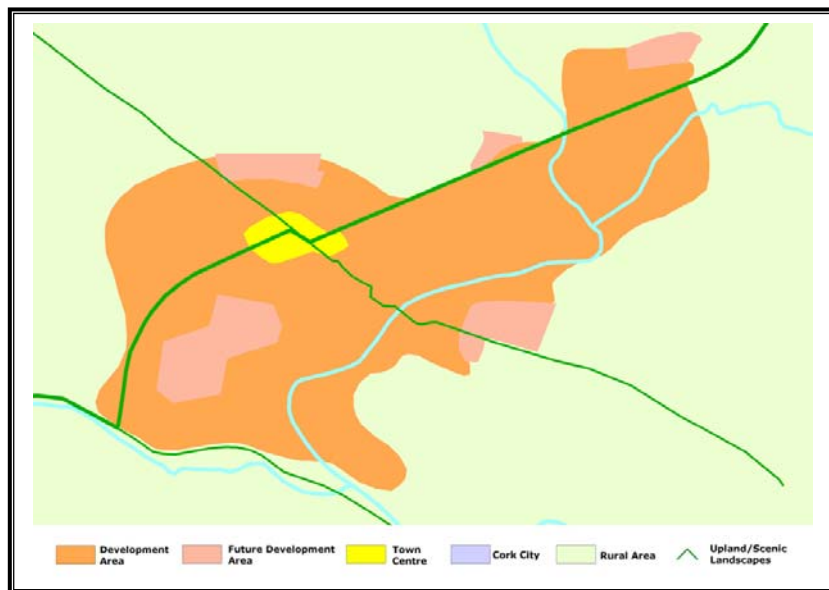 Development
Area
Future Development
Area
Town
Centre
Cork City
Rural Area
Upland/Scenic
Landscapes